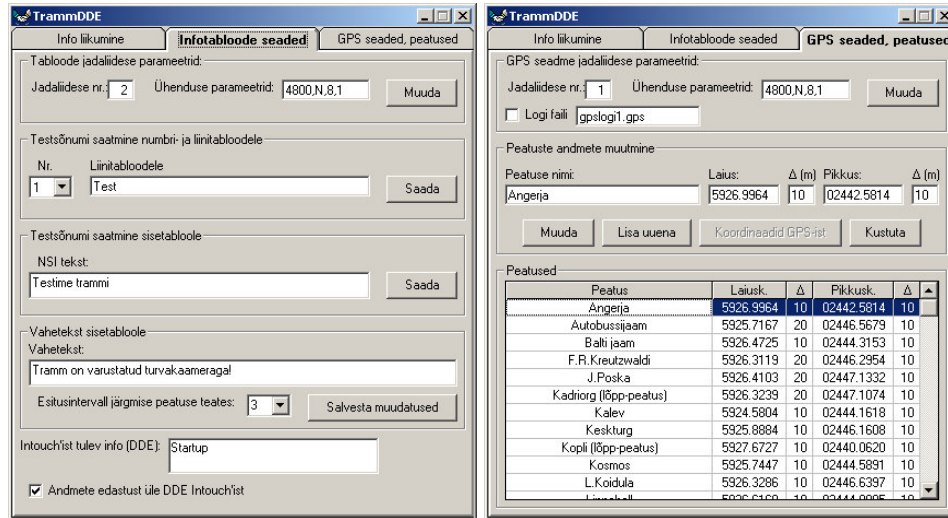 TrammDDE
Info liikumine Infotabloode seaded GPS seaded, peatused
Tabloode jadaliidese parameetrid:
Jadaliidese nr.: 2 Ühenduse parameetrid: 4800,N,8,1 Muuda
Testsõnumi saatmine numbri- ja liinitabloodele
Nr. Liinitabloodele
1 Test Saada
Testsõnumi saatmine sisetabloole
NSI tekst:
Testime trammi Saada
Vahetekst sisetabloole
Vahetekst:
Tramm on varustatud turvakaameraga!
Esitusintervall järgmise peatuse teates: 3 Salvesta muudatused
Intouch'ist tulev info (DDE): Startup
Andmete edastust üle DDE Intouch'ist
TrammDDE
Info liikumine Infotabloode seaded GPS seaded, peatused
GPS seadme jadaliidese parameetrid:
Jadaliidese nr.: 1 Ühenduse parameetrid: 4800,N,8,1 Muuda
Logi faili gpslogi1.gps
Peatuste andmete muutmine
Peatuse nimi: Laius: Δ (m) Pikkus: Δ (m)
Angerja 5926.9964 10 02442.5814 10
Muuda Lisa uuena Koordinaadid GPS-ist Kustuta
Peatused
Peatus Laiusk. Δ Pikkusk. Δ
Angerja 5926.9964 10 02442.5814 10
Autobussijaam 5925.7167 20 02446.5679 10
Balti jaam 5926.4725 10 02444.3153 10
F.R.Kreutzwaldi 5926.3119 20 02446.2954 10
J.Poska 5926.4103 20 02447.1332 10
Kadriorg (lõpp-peatus) 5926.3239 20 02447.1074 10
Kalev 5924.5804 10 02444.1618 10
Keskturg 5925.8884 10 02446.1608 10
Kopli (lõpp-peatus) 5927.6727 10 02440.0620 10
Kosmos 5925.7447 10 02444.5891 10
L.Koidula 5926.3286 10 02446.6397 10